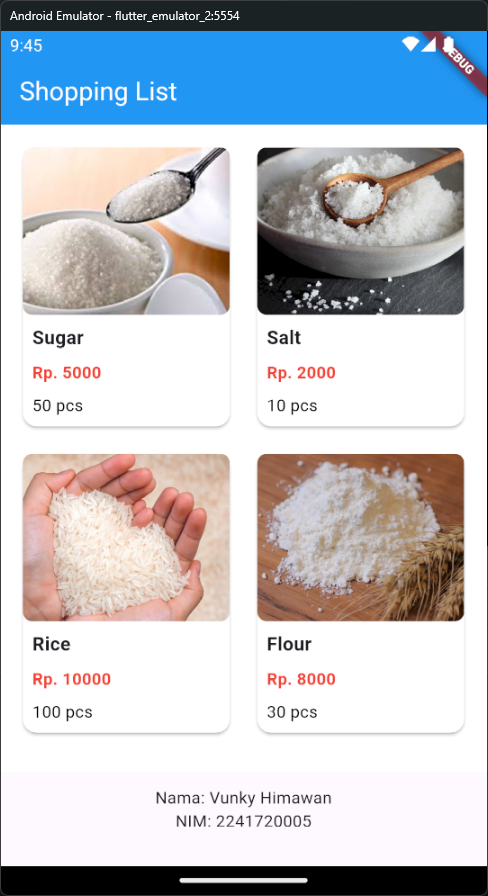 Android Emulator - flutter_emulator_2:5554
9:45
DEBUG
Shopping List
Sugar
Rp. 5000
50 pcs
Salt
Rp. 2000
10 pcs
Rice
Rp. 10000
100 pcs
Flour
Rp. 8000
30 pcs
Nama: Vunky Himawan
NIM: 2241720005